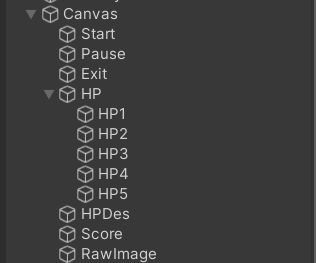 Canvas
Start
Pause
Exit
HP
HP1
HP2
HP3
HP4
HP5
HPDes
Score
RawImage